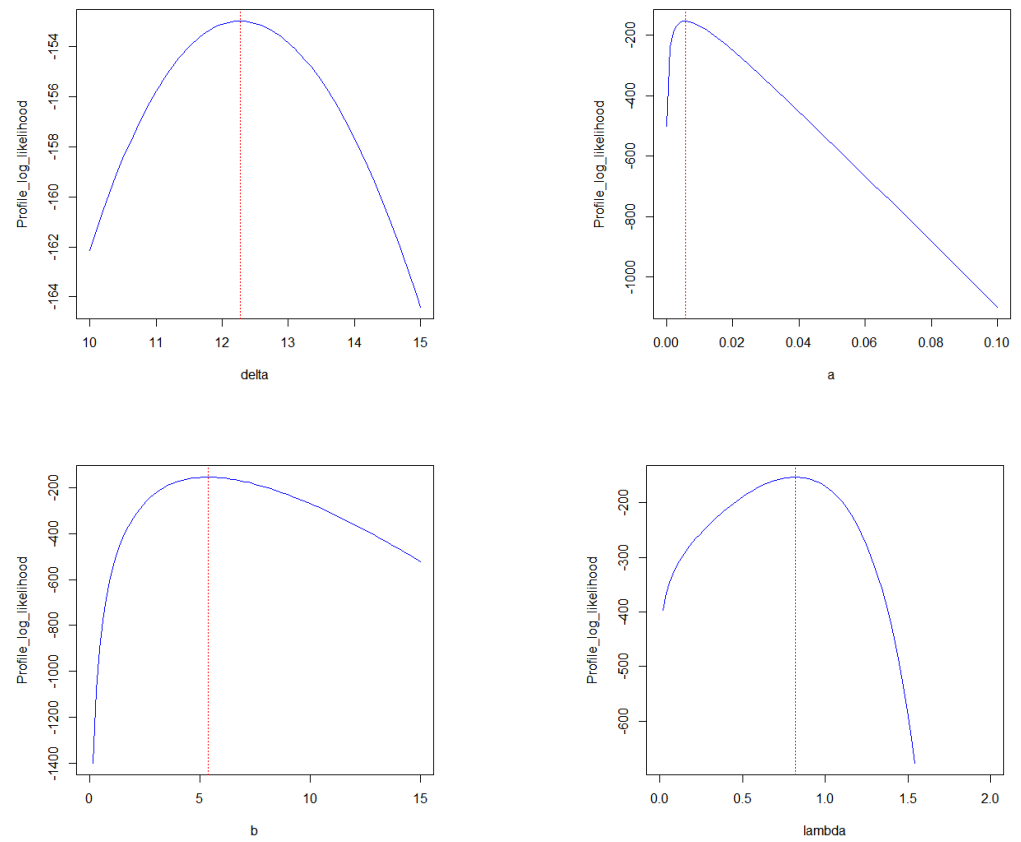 Profile_log_likelihood
-164 -162 -160 -158 -156 -154
10 11 12 13 14 15
delta
Profile_log_likelihood
-1000 -800 -600 -400 -200
0.00 0.02 0.04 0.06 0.08 0.10
a
Profile_log_likelihood
-1400 -1200 -1000 -800 -600 -400 -200
0 5 10 15
b
Profile_log_likelihood
-600 -500 -400 -300 -200
0.0 0.5 1.0 1.5 2.0
lambda